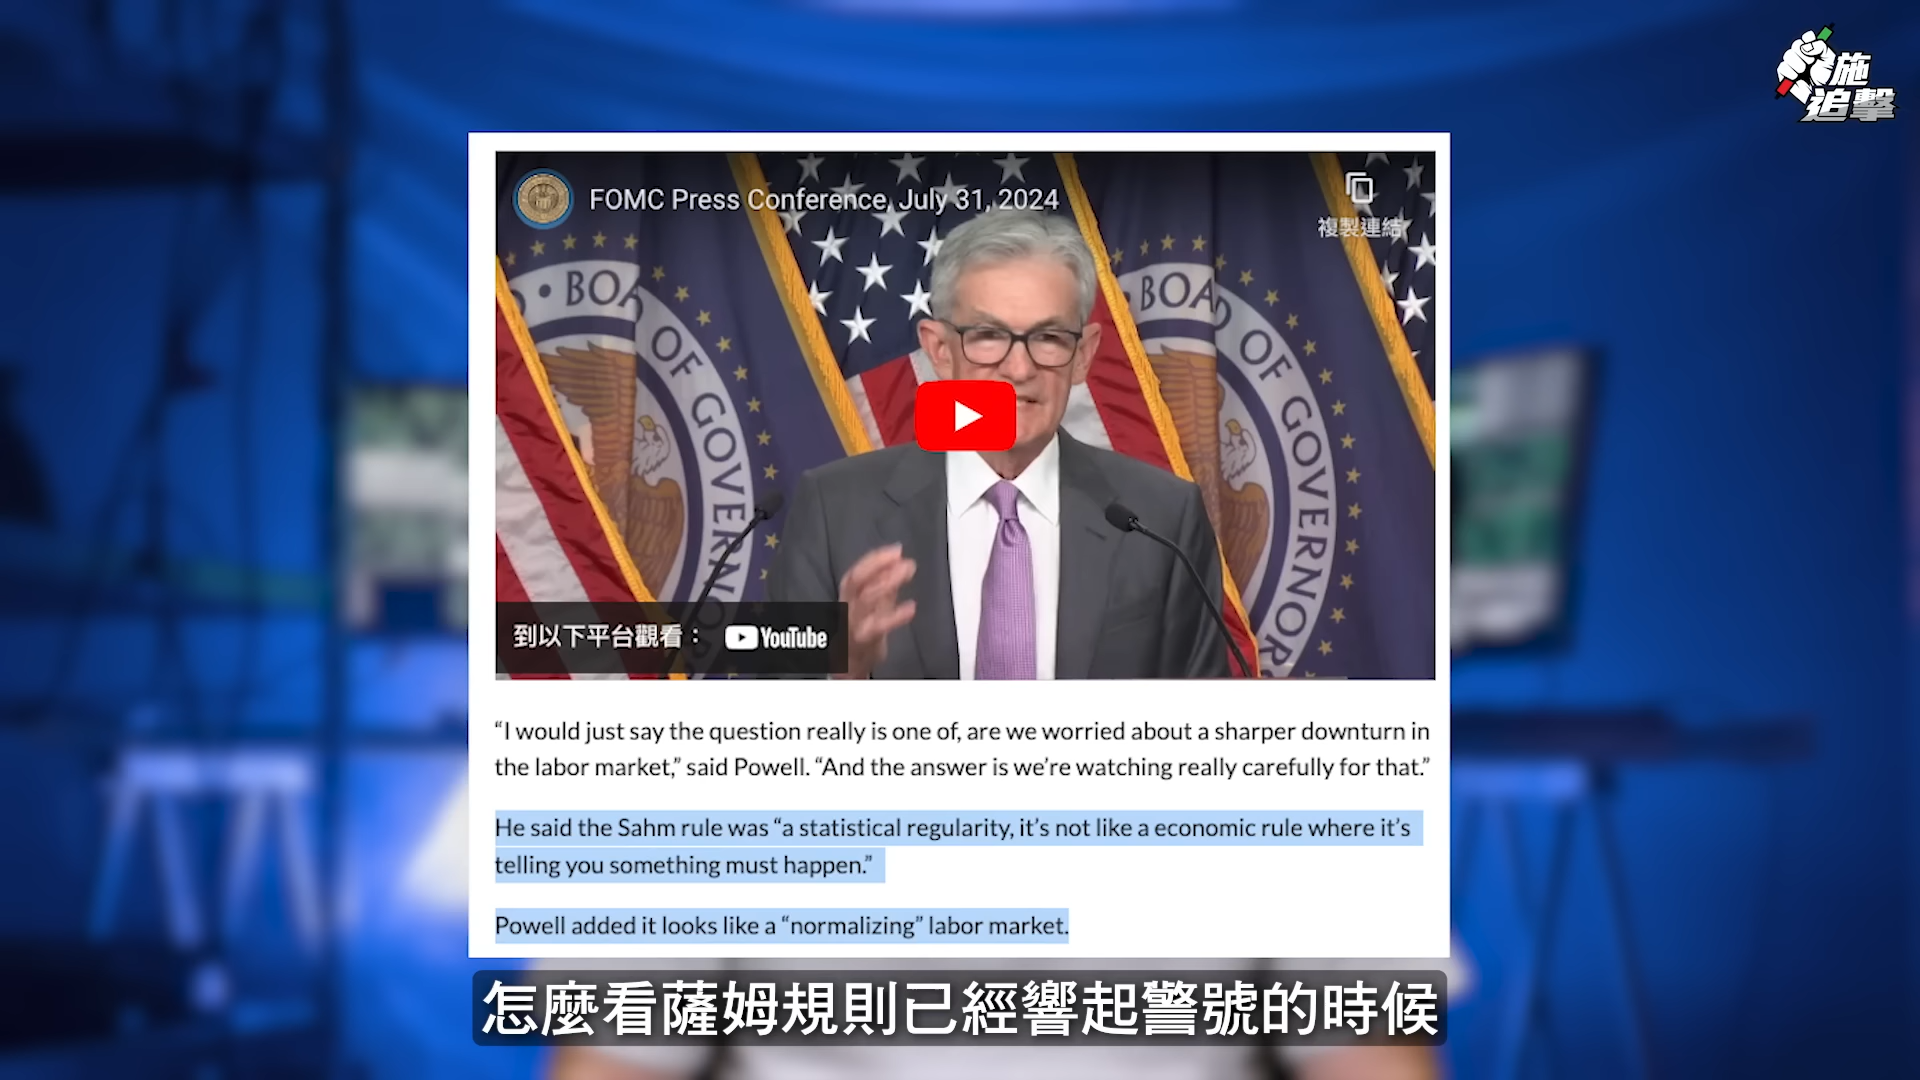 施
追擊
FOMC Press Conference, July 31, 2024
複製連結
BOARD OF GOVERNOR
BOARD OF GOVERNOR
到以下平台觀看： YouTube
“I would just say the question really is one of, are we worried about a sharper downturn in
the labor market,” said Powell. “And the answer is we’re watching really carefully for that.”
He said the Sahm rule was “a statistical regularity, it’s not like a economic rule where it’s
telling you something must happen.”
Powell added it looks like a “normalizing” labor market.
怎麼看薩姆規則已經響起警號的時候